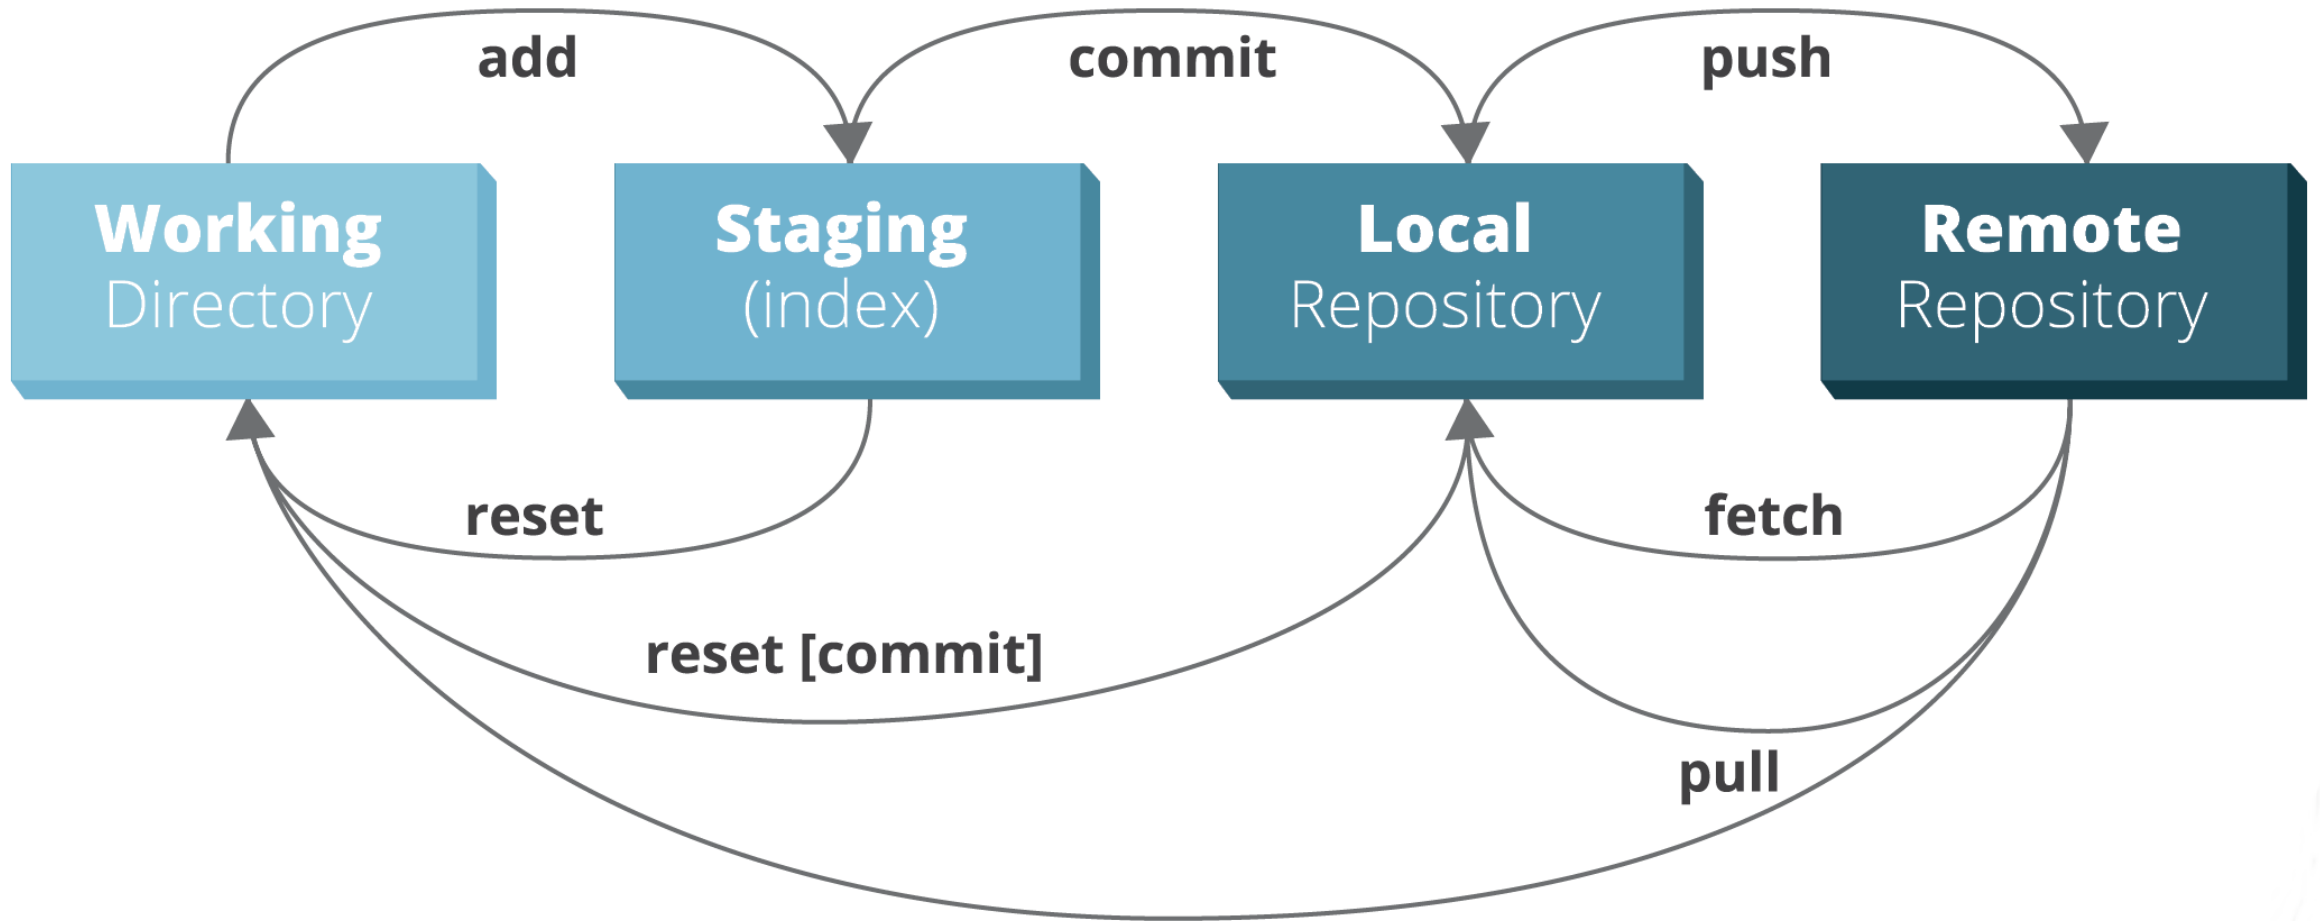 add
commit
push
Working
Directory
Staging
(index)
Local
Repository
Remote
Repository
reset
fetch
reset [commit]
pull